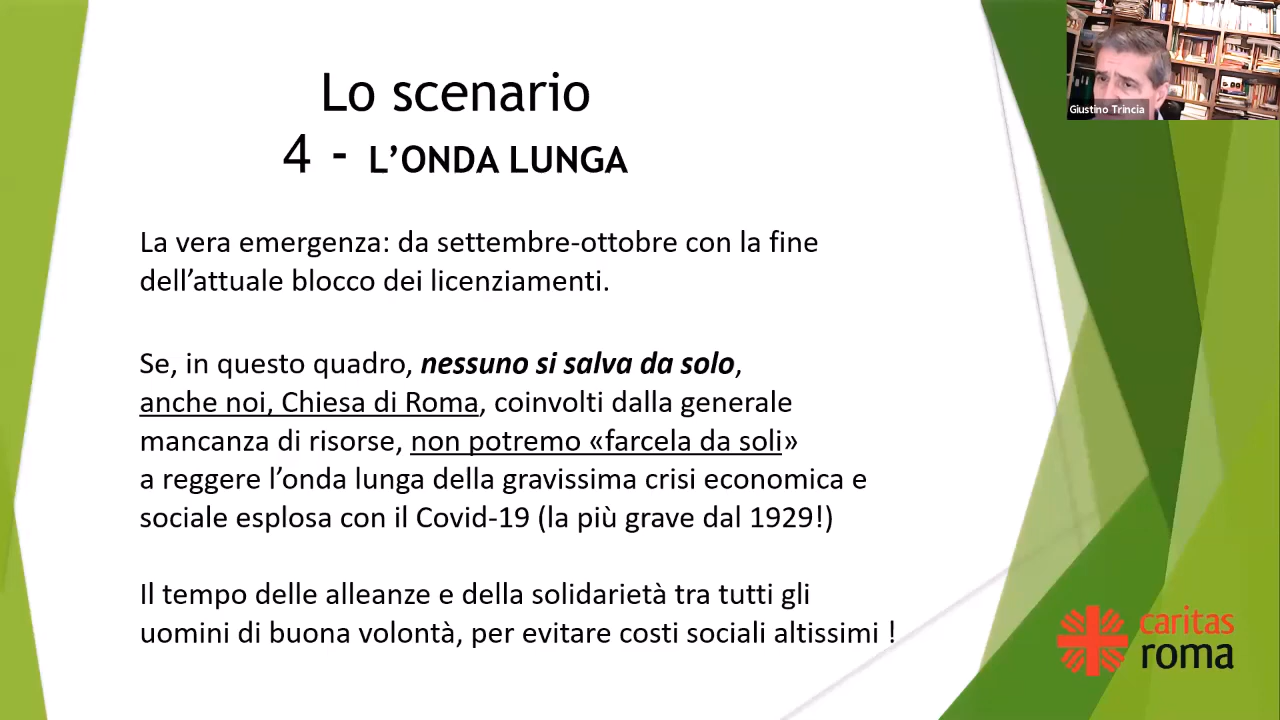 Lo scenario
4 - L’ONDA LUNGA
Giustino Trincia
La vera emergenza: da settembre-ottobre con la fine
dell’attuale blocco dei licenziamenti.
Se, in questo quadro, nessuno si salva da solo,
anche noi, Chiesa di Roma, coinvolti dalla generale
mancanza di risorse, non potremo «farcela da soli»
a reggere l’onda lunga della gravissima crisi economica e
sociale esplosa con il Covid-19 (la più grave dal 1929!)
Il tempo delle alleanze e della solidarietà tra tutti gli
uomini di buona volontà, per evitare costi sociali altissimi !
caritas
roma